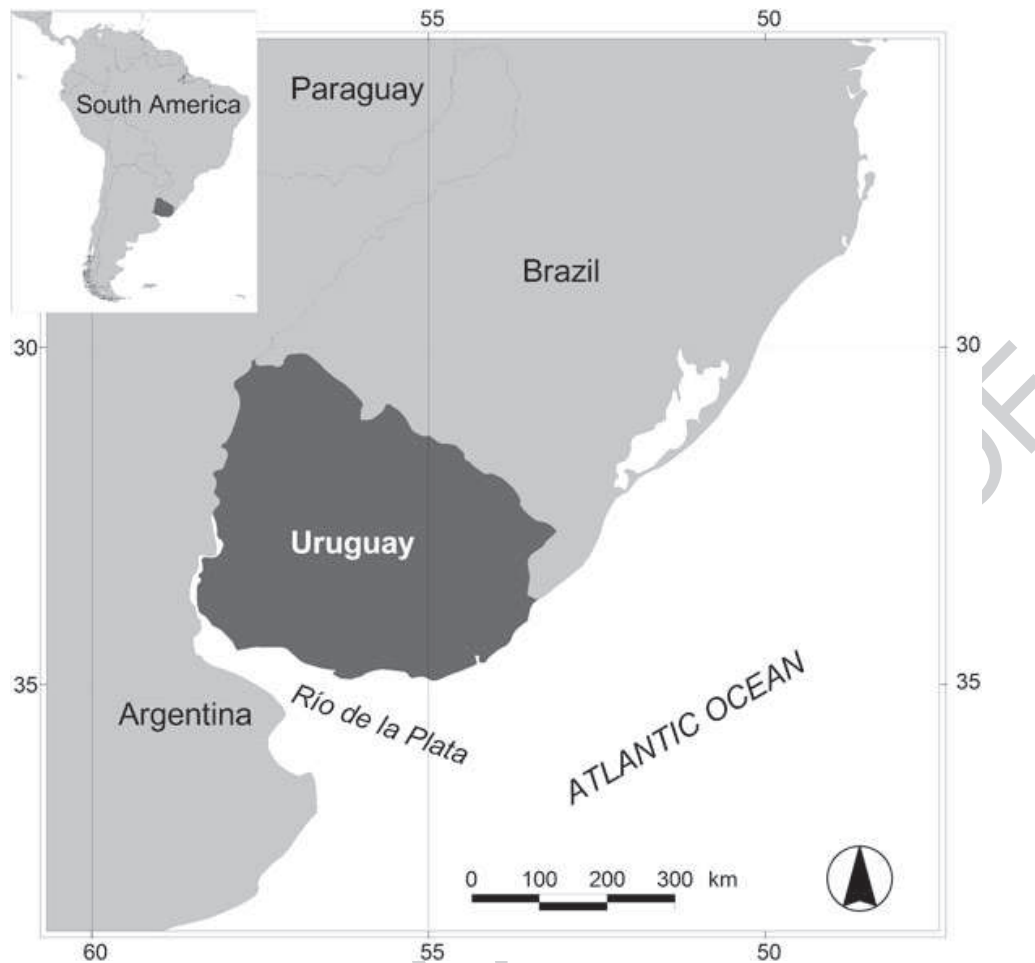 55 50
South America
Paraguay
Brazil
30 30
Uruguay
35 35
Argentina
Río de la Plata
ATLANTIC OCEAN
0 100 200 300 km
60 55 50